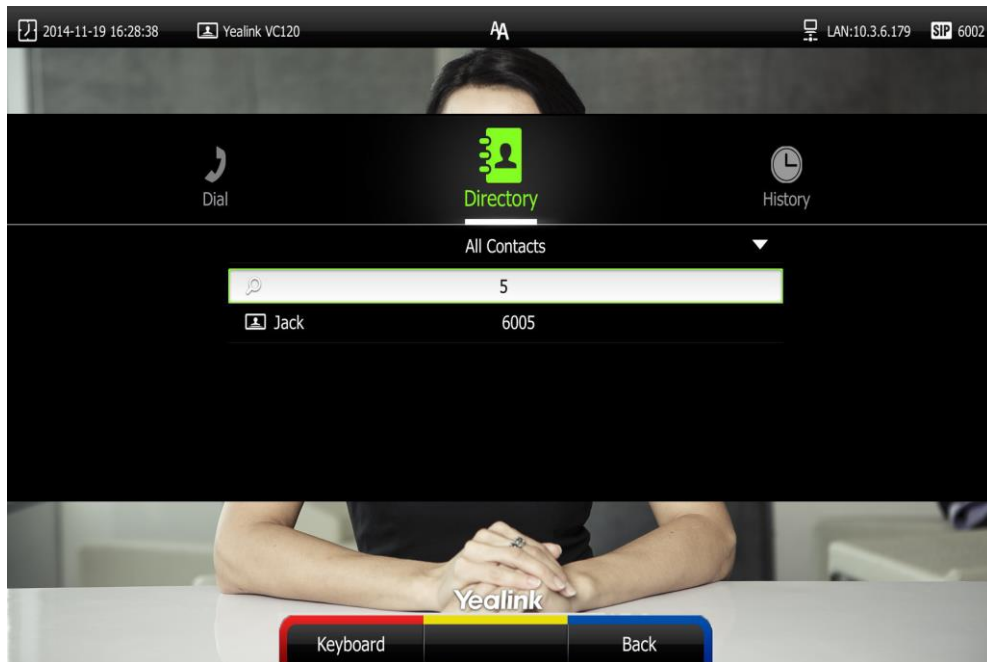 2014-11-19 16:28:38 Yealink VC120 AA LAN:10.3.6.179 SIP 6002
Dial Directory History
All Contacts
5
Jack 6005
Yealink
Keyboard Back